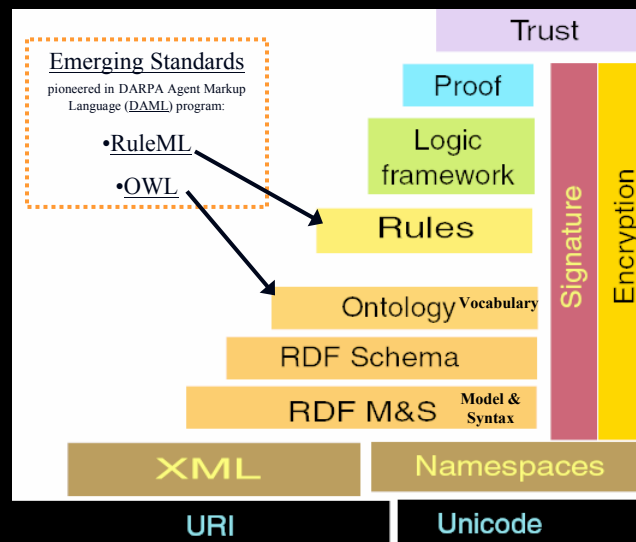 Trust
Emerging Standards
pioneered in DARPA Agent Markup
Language (DAML) program:
•RuleML
•OWL
Proof
Logic
framework
Rules
Ontology Vocabulary
RDF Schema
RDF M&S Model &
Syntax
Signature
Encryption
XML
Namespaces
URI
Unicode